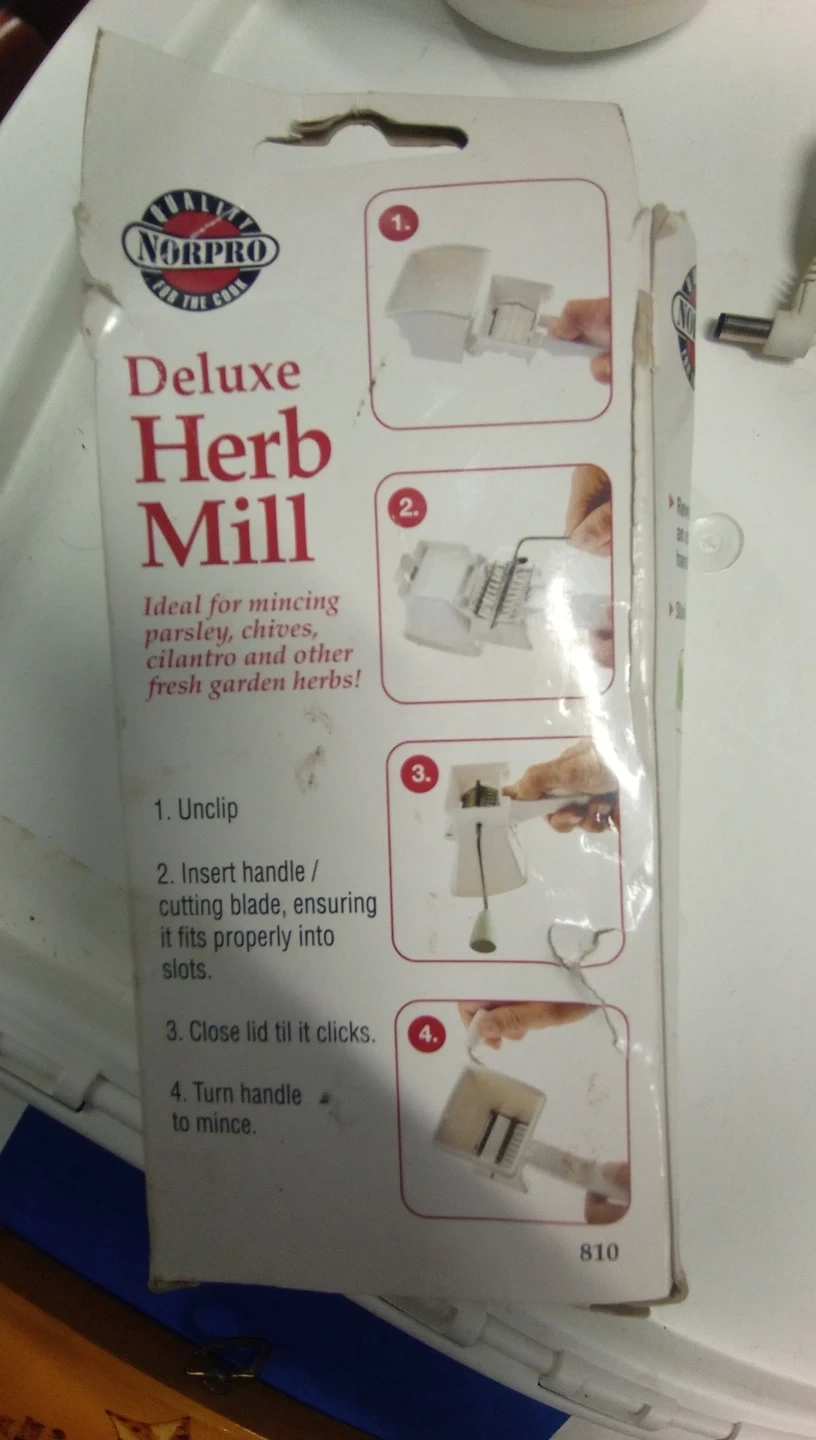 QUALITY
NORPRO
FOR THE COOK
Deluxe
Herb
Mill
Ideal for mincing
parsley, chives,
cilantro and other
fresh garden herbs!
1. Unclip
2. Insert handle /
cutting blade, ensuring
it fits properly into
slots.
3. Close lid til it clicks.
4. Turn handle
to mince.
1.
2.
3.
4.
810
NO